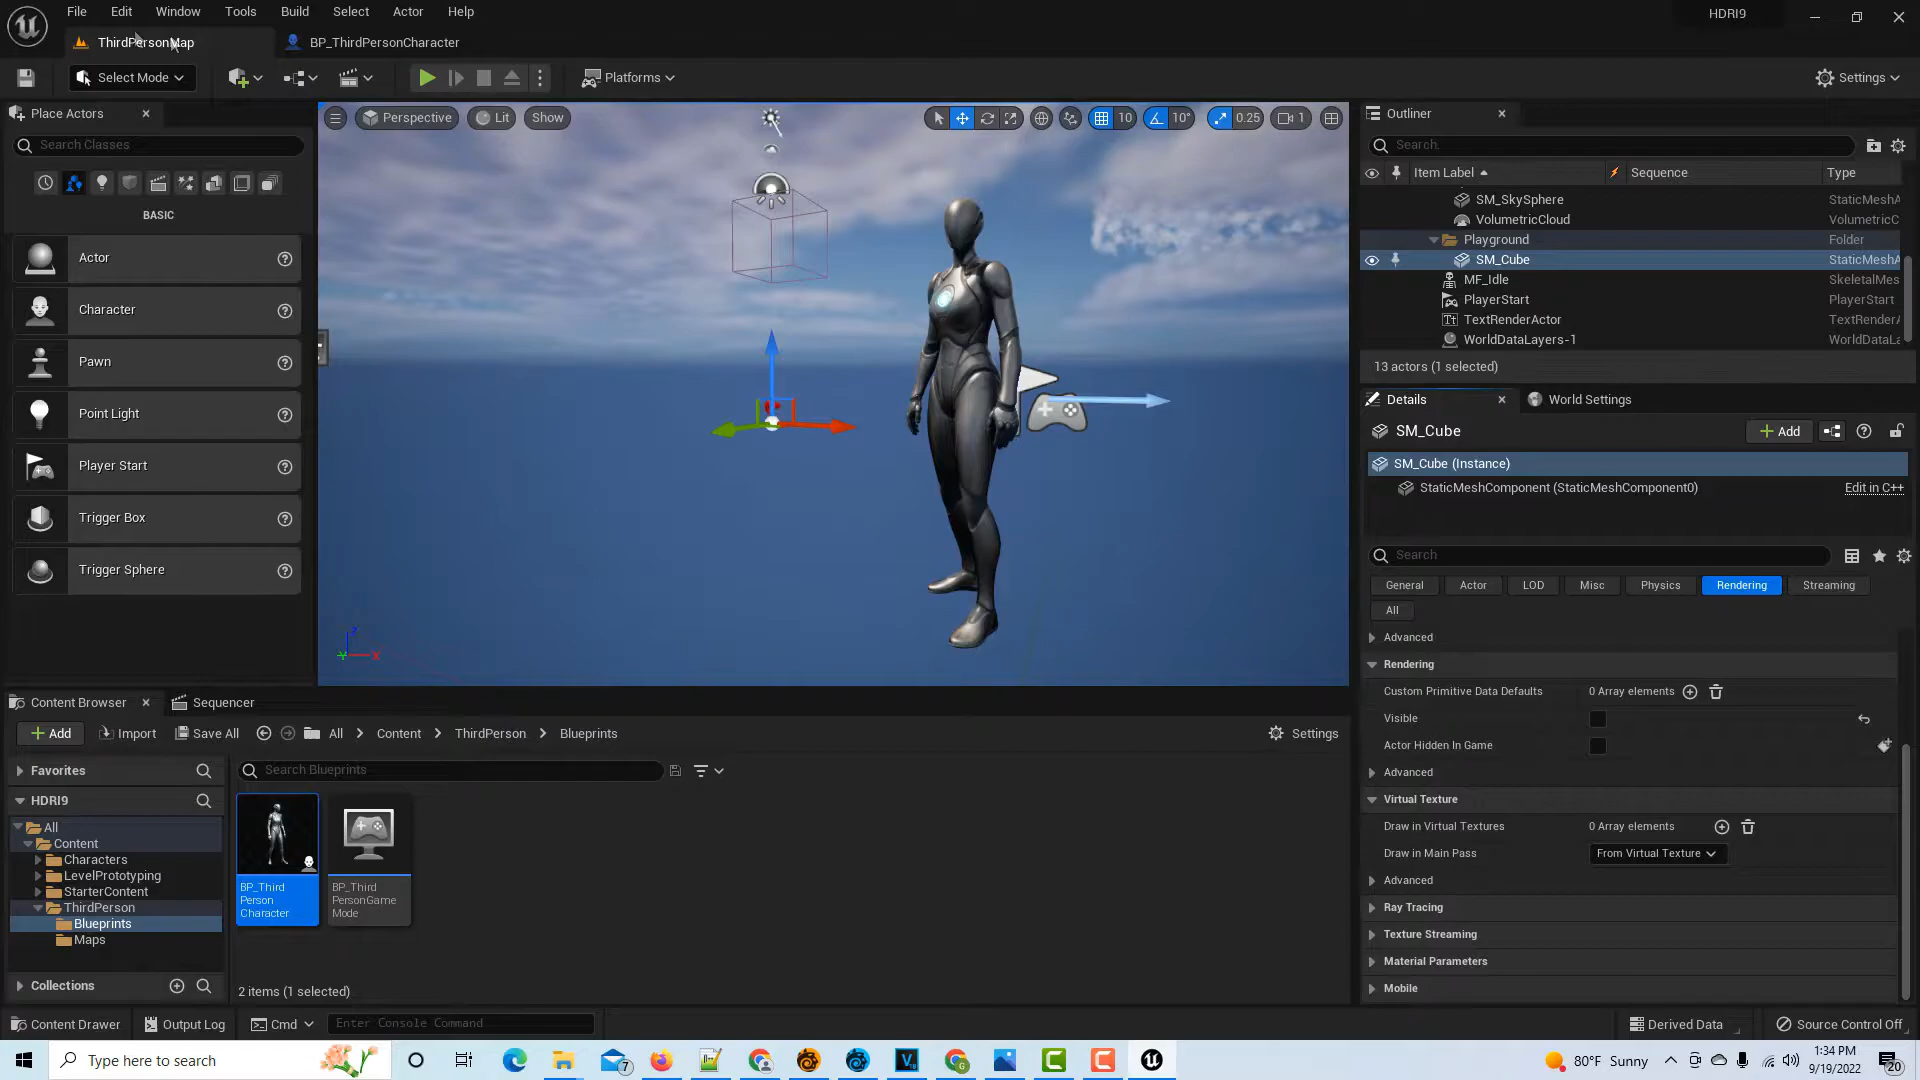 File Edit Window Tools Build Select Actor Help
HDRI9
ThirdPersonMap
BP_ThirdPersonCharacter
Select Mode
Platforms
Settings
Place Actors
Search Classes
BASIC
Actor
Character
Pawn
Point Light
Player Start
Trigger Box
Trigger Sphere
Perspective Lit Show
10 10° 0.25 1
Outliner
Search.
Item Label Sequence Type
SM_SkySphere StaticMeshA
VolumetricCloud VolumetricC
Playground Folder
SM_Cube StaticMeshA
MF_Idle SkeletalMes
PlayerStart PlayerStart
TextRenderActor TextRenderA
WorldDataLayers-1 WorldDataLa
13 actors (1 selected)
Details World Settings
SM_Cube
Add
SM_Cube (Instance)
StaticMeshComponent (StaticMeshComponent0) Edit in C++
Search
General Actor LOD Misc Physics Rendering Streaming
All
Advanced
Rendering
Custom Primitive Data Defaults 0 Array elements
Visible
Actor Hidden In Game
Advanced
Virtual Texture
Draw in Virtual Textures 0 Array elements
Draw in Main Pass From Virtual Texture
Advanced
Ray Tracing
Texture Streaming
Material Parameters
Mobile
Content Browser Sequencer
Add Import Save All All > Content > ThirdPerson > Blueprints Settings
Favorites
HDRI9
All
Content
Characters
LevelPrototyping
StarterContent
ThirdPerson
Blueprints
Maps
Collections
Search Blueprints
BP_Third
Person
Character
BP_Third
PersonGame
Mode
2 items (1 selected)
Content Drawer Output Log Cmd Enter Console Command
Derived Data Source Control Off
Type here to search
7
80°F Sunny
1:34 PM
9/19/2022
20